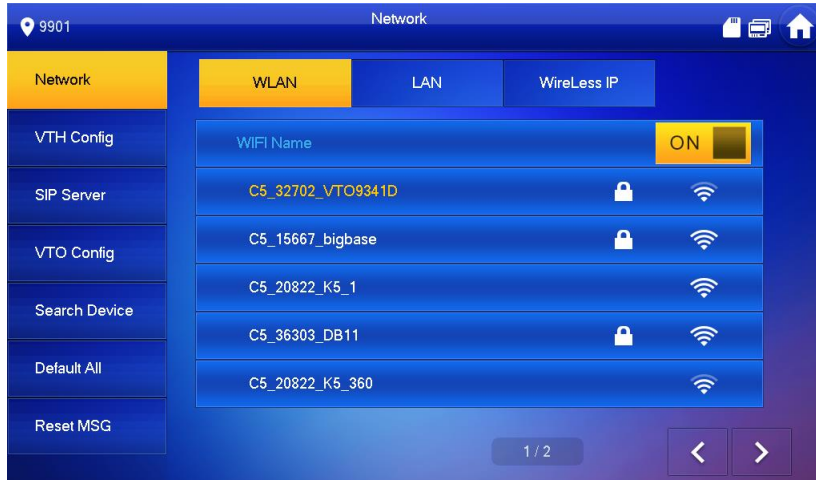 9901
Network
Network
VTH Config
SIP Server
VTO Config
Search Device
Default All
Reset MSG
WLAN LAN WireLess IP
WIFI Name ON
C5_32702_VTO9341D
C5_15667_bigbase
C5_20822_K5_1
C5_36303_DB11
C5_20822_K5_360
1 / 2